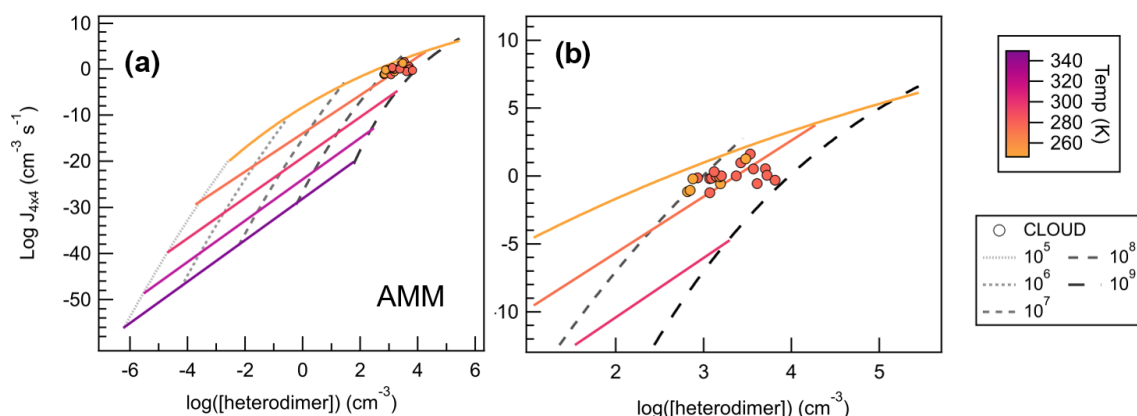 (a)
10
0
-10
-20
-30
-40
-50
Log J4x4 (cm-3 s-1)
AMM
-6 -4 -2 0 2 4 6
log([heterodimer]) (cm-3)
(b)
10
5
0
-5
-10
2 3 4 5
log([heterodimer]) (cm-3)
340
320
300
280
260
Temp (K)
CLOUD
10^5 10^8
10^6 10^9
10^7